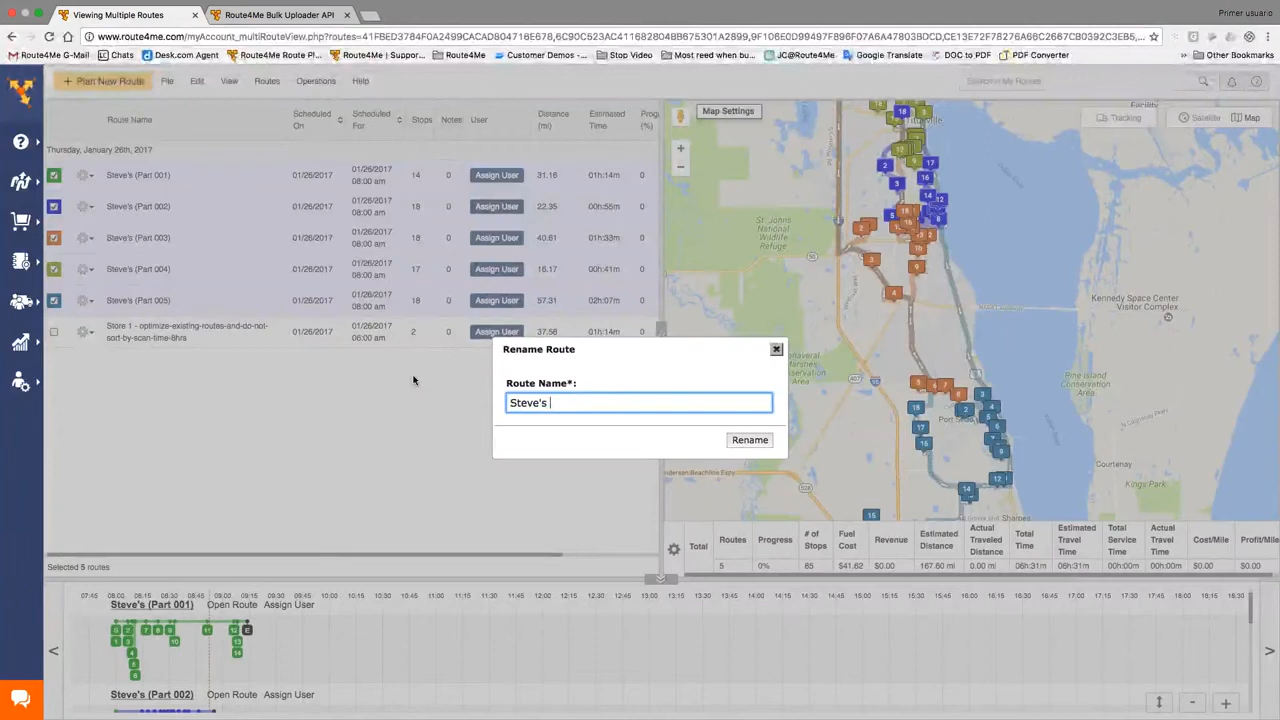 Viewing Multiple Routes
Route4Me Bulk Uploader API
Primer usuario
www.route4me.com/myAccount_multiRouteView.php?routes=
Route4Me G-Mail Chats Desk.com Agent Route4Me Route Pl... Route4Me | Suppor... Customer Demos -... Stop Video Most reed when bu... JC@Route4Me Google Translate DOC to PDF PDF Converter Other Bookmarks
+ Plan New Route File Edit View Routes Operations Help Search in My Routes
Route Name Scheduled On Scheduled For Stops Notes User Distance (mi) Estimated Time Prog (%)
Thursday, January 26th, 2017
Steve's (Part 001) 01/26/2017 01/26/2017 08:00 am 14 0 Assign User 31.16 01h:14m 0
Steve's (Part 002) 01/26/2017 01/26/2017 08:00 am 18 0 Assign User 22.35 00h:55m 0
Steve's (Part 003) 01/26/2017 01/26/2017 08:00 am 18 0 Assign User 40.61 01h:33m 0
Steve's (Part 004) 01/26/2017 01/26/2017 08:00 am 17 0 Assign User 16.17 00h:41m 0
Steve's (Part 005) 01/26/2017 01/26/2017 08:00 am 18 0 Assign User 57.31 02h:07m 0
Store 1 - optimize-existing-routes-and-do-not-
sort-by-scan-time-8hrs 01/26/2017 01/26/2017 06:00 am 2 0 Assign User 37.56 01h:14m 0
Map Settings
Tracking Satellite Map
St. Johns
National
Wildlife
Refuge
Kennedy Space Center
Visitor Complex
Pine Island
Conservation
Area
Courtenay
Kings Park
Sharpes
Rename Route
Route Name*:
Steve's
Rename
Selected 5 routes
Total Routes Progress # of Stops Fuel Cost Revenue Estimated Distance Actual Traveled Distance Total Time Estimated Travel Time Total Service Time Actual Travel Time Cost/Mile Profit/Mile
5 0% 85 $41.62 $0.00 167.60 mi 0.00 mi 06h:31m 06h:31m 00h:00m 00h:00m $0.00 $0.00
07:45 08:00 08:15 08:30 08:45 09:00 09:15 09:30 09:45 10:00 10:15 10:30 10:45 11:00 11:15 11:30 11:45 12:00 12:15 12:30 12:45 13:00 13:15 13:30 13:45 14:00 14:15 14:30 14:45 15:00 15:15 15:30 15:45 16:00 16:15 16:30 16:45 17:00 17:15 17:30 17:45 18:00 18:15 18:30
Steve's (Part 001) Open Route Assign User
Steve's (Part 002) Open Route Assign User